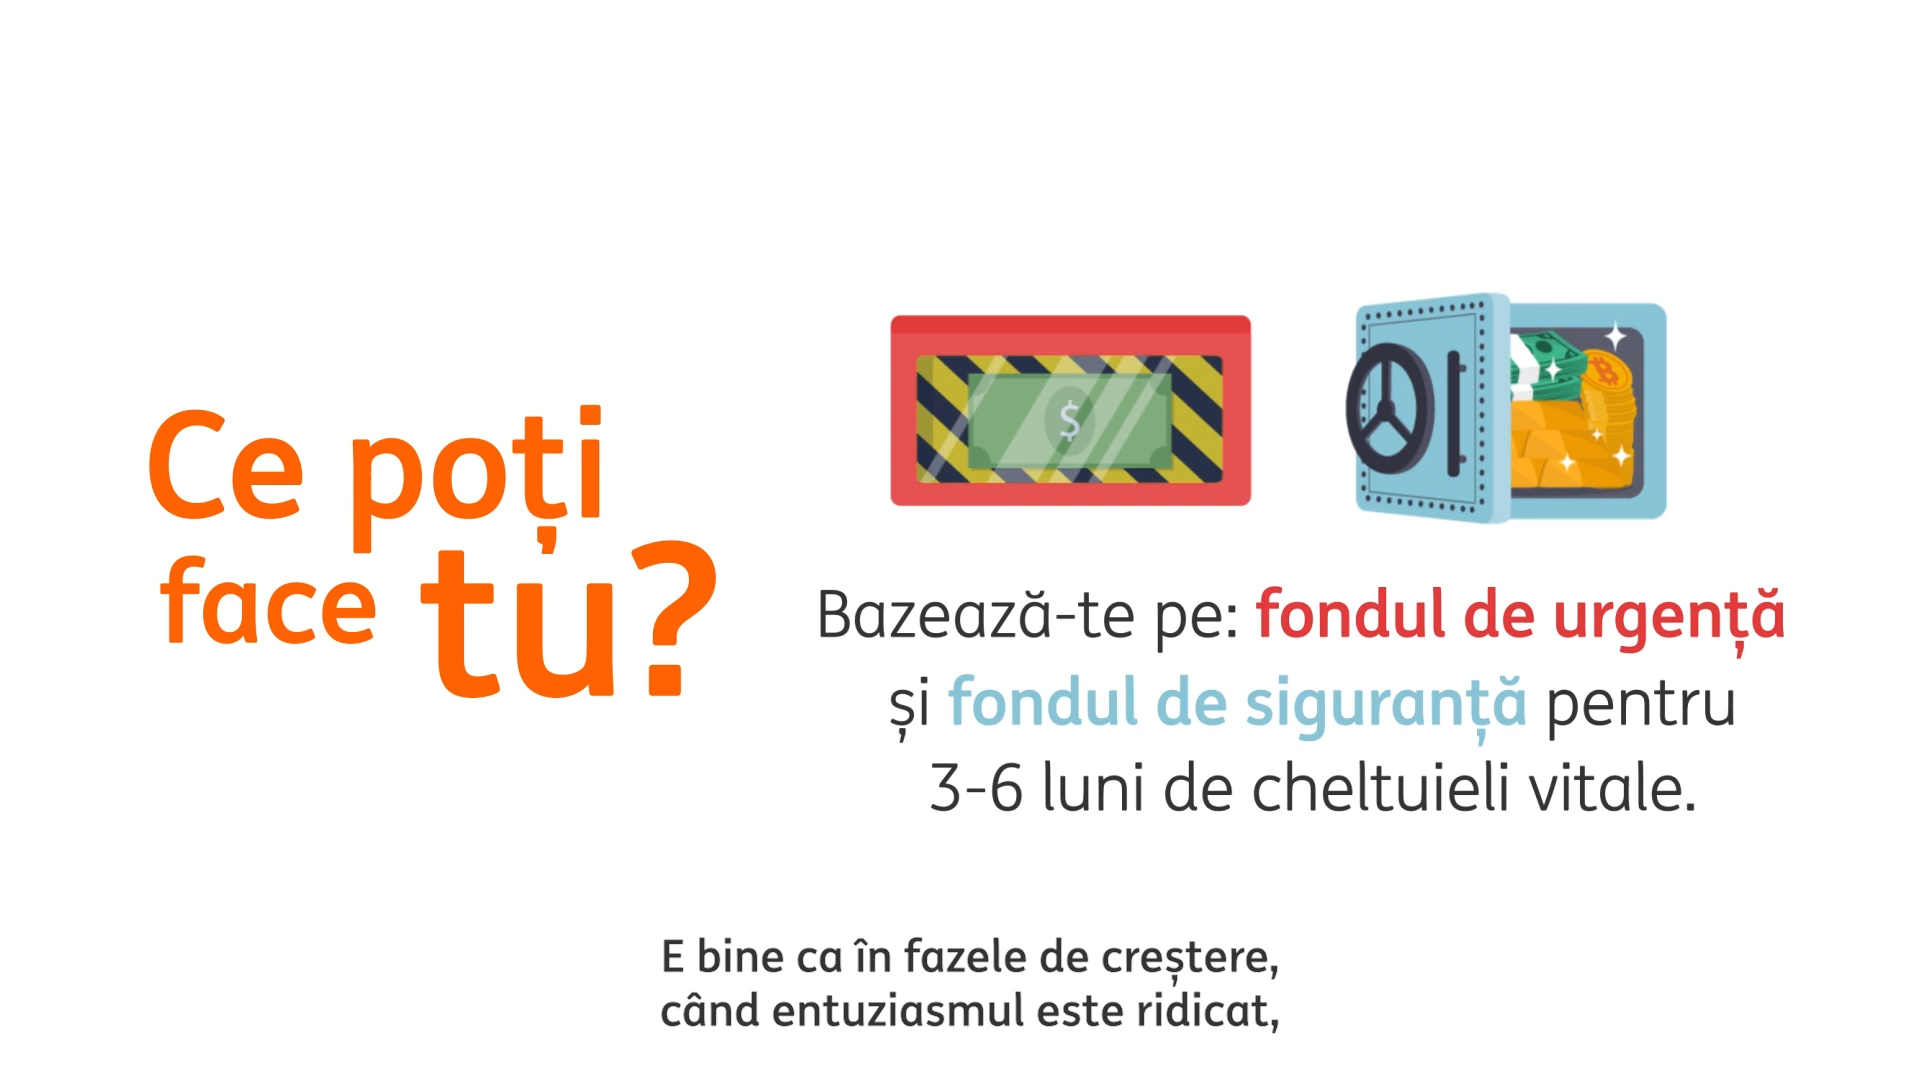 Ce poți
face tu?
$
Bazează-te pe: fondul de urgență
și fondul de siguranță pentru
3-6 luni de cheltuieli vitale.
E bine ca în fazele de creștere,
când entuziasmul este ridicat,